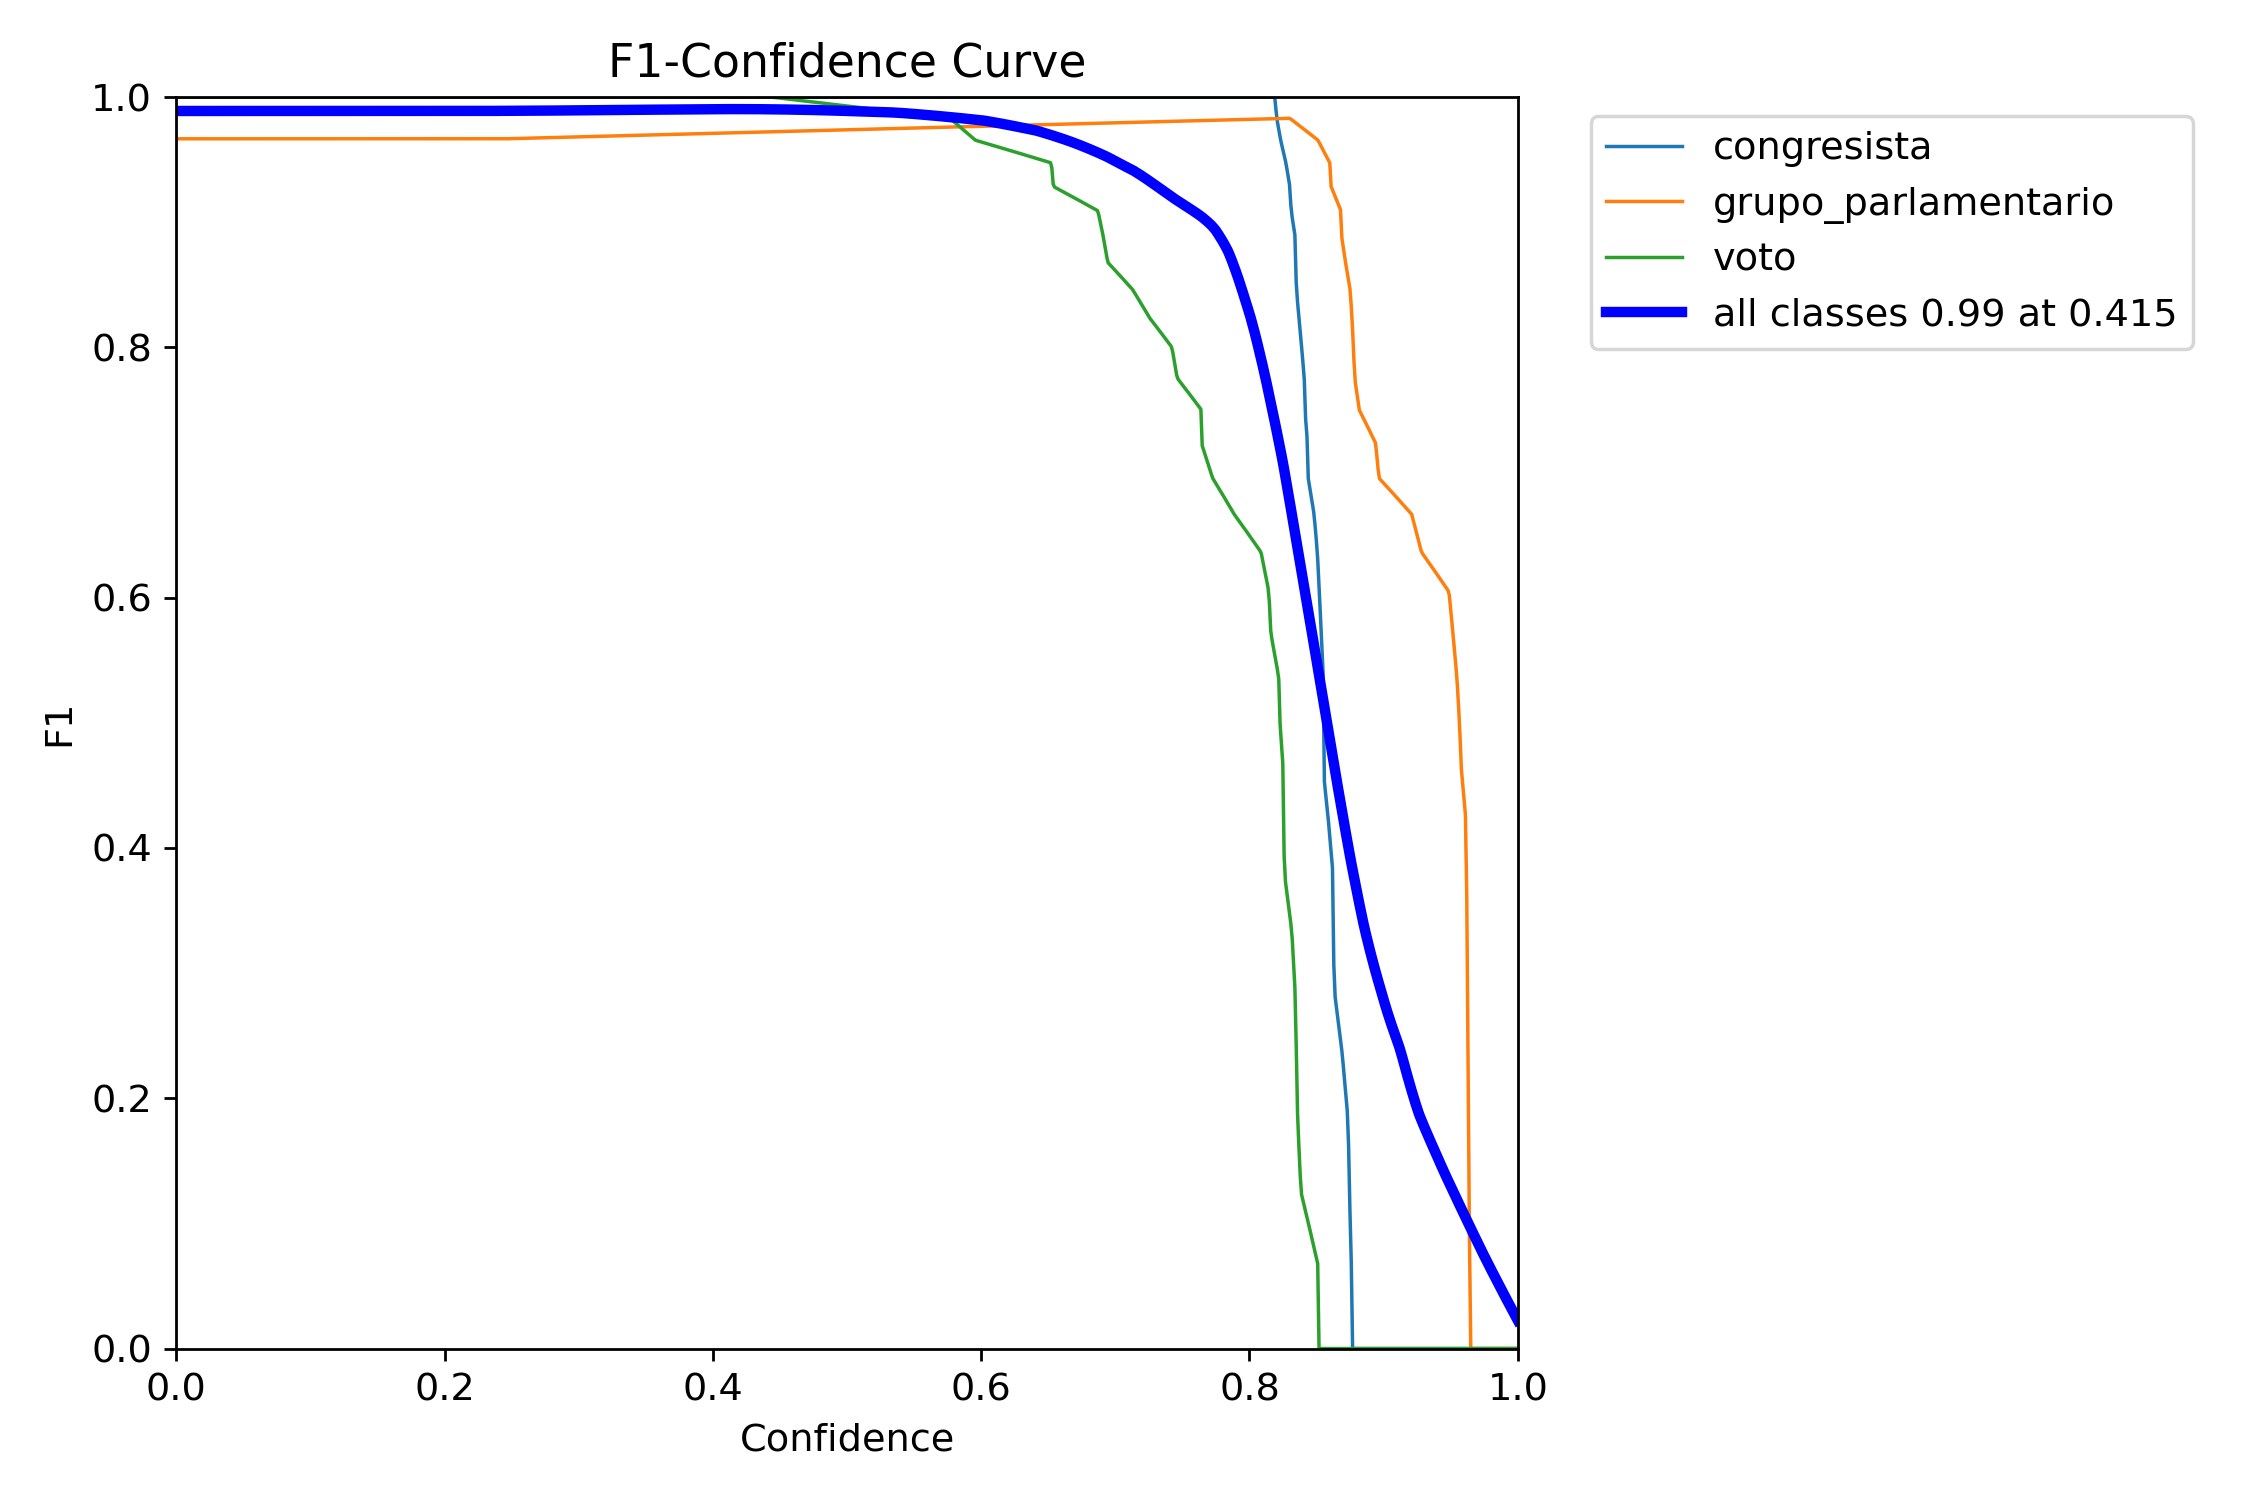 F1-Confidence Curve
1.0
0.8
0.6
0.4
0.2
0.0
F1
0.0 0.2 0.4 0.6 0.8 1.0
Confidence
congresista
grupo_parlamentario
voto
all classes 0.99 at 0.415